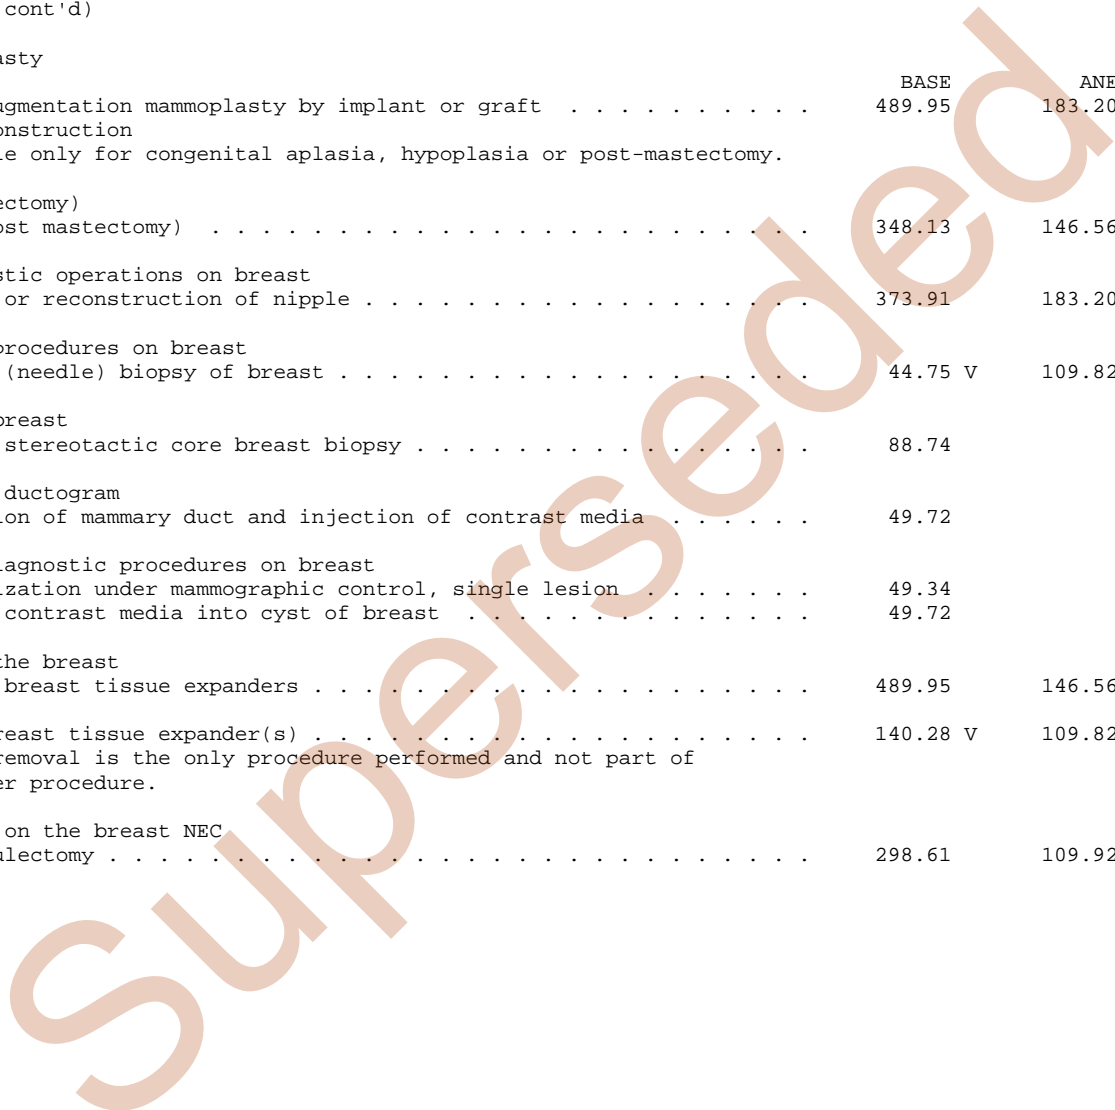 cont'd)
asty
BASE ANE
ugmentation mammoplasty by implant or graft . . . . . . . . . . 489.95 183.20
onstruction
le only for congenital aplasia, hypoplasia or post-mastectomy.
ectomy)
ost mastectomy) . . . . . . . . . . . . . . . . . . . . . . . . 348.13 146.56
stic operations on breast
or reconstruction of nipple . . . . . . . . . . . . . . . . . . 373.91 183.20
procedures on breast
(needle) biopsy of breast . . . . . . . . . . . . . . . . . . . 44.75 V 109.82
breast
stereotactic core breast biopsy . . . . . . . . . . . . . . . . 88.74
ductogram
ion of mammary duct and injection of contrast media . . . . . . 49.72
iagnostic procedures on breast
ization under mammographic control, single lesion . . . . . . . 49.34
contrast media into cyst of breast . . . . . . . . . . . . . . 49.72
the breast
breast tissue expanders . . . . . . . . . . . . . . . . . . . . 489.95 146.56
reast tissue expander(s) . . . . . . . . . . . . . . . . . . . . 140.28 V 109.82
removal is the only procedure performed and not part of
er procedure.
on the breast NEC
ulectomy . . . . . . . . . . . . . . . . . . . . . . . . . . . . 298.61 109.92
Superseded